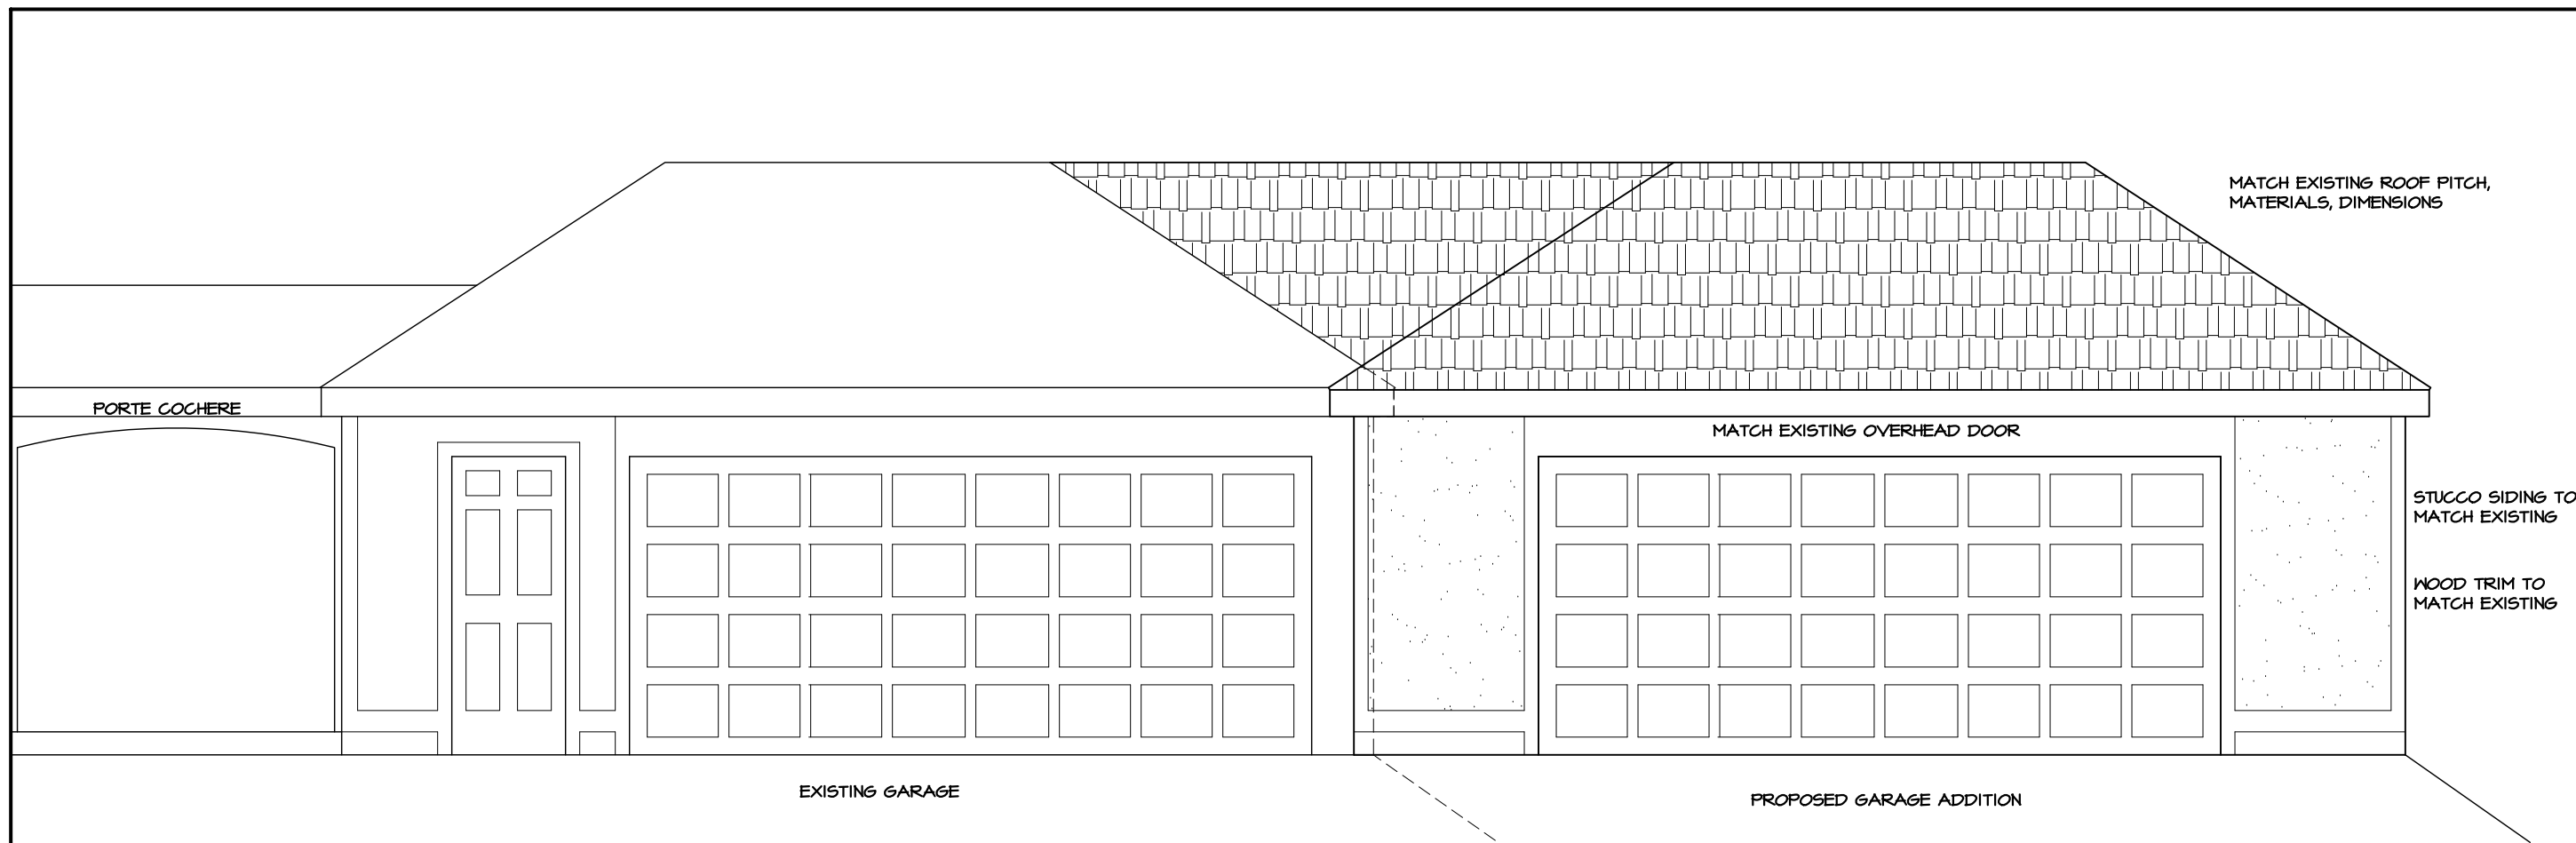 MATCH EXISTING ROOF PITCH,
MATERIALS, DIMENSIONS
PORTE COCHERE
MATCH EXISTING OVERHEAD DOOR
STUCCO SIDING TO
MATCH EXISTING
WOOD TRIM TO
MATCH EXISTING
EXISTING GARAGE
PROPOSED GARAGE ADDITION